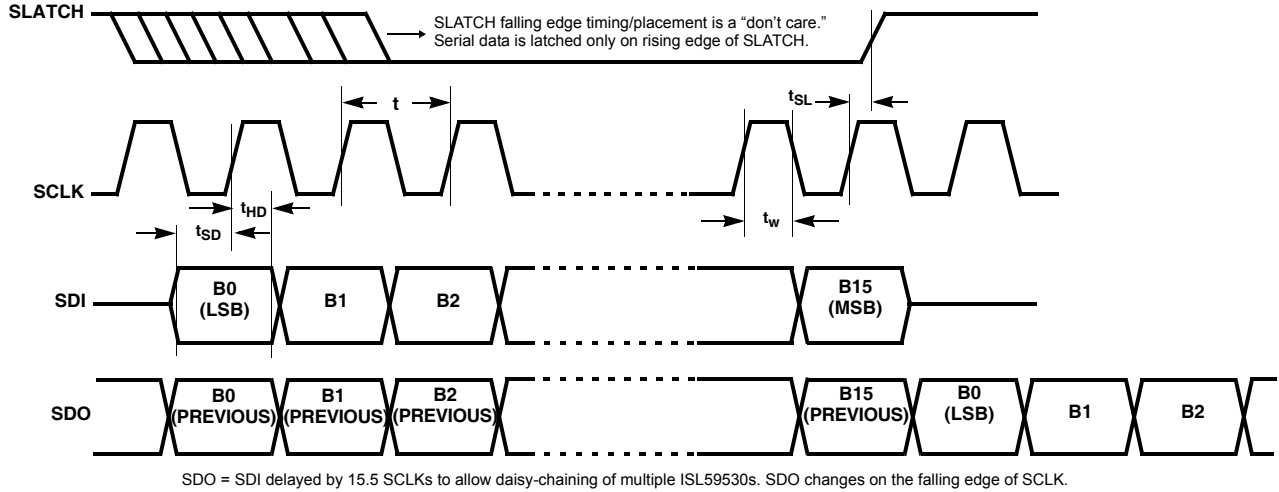 SLATCH
SLATCH falling edge timing/placement is a “don’t care.”
Serial data is latched only on rising edge of SLATCH.
t
tSL
SCLK
tHD
tSD
tw
SDI
B0
(LSB)
B1
B2
B15
(MSB)
SDO
B0
(PREVIOUS)
B1
(PREVIOUS)
B2
(PREVIOUS)
B15
(PREVIOUS)
B0
(LSB)
B1
B2
SDO = SDI delayed by 15.5 SCLKs to allow daisy-chaining of multiple ISL59530s. SDO changes on the falling edge of SCLK.